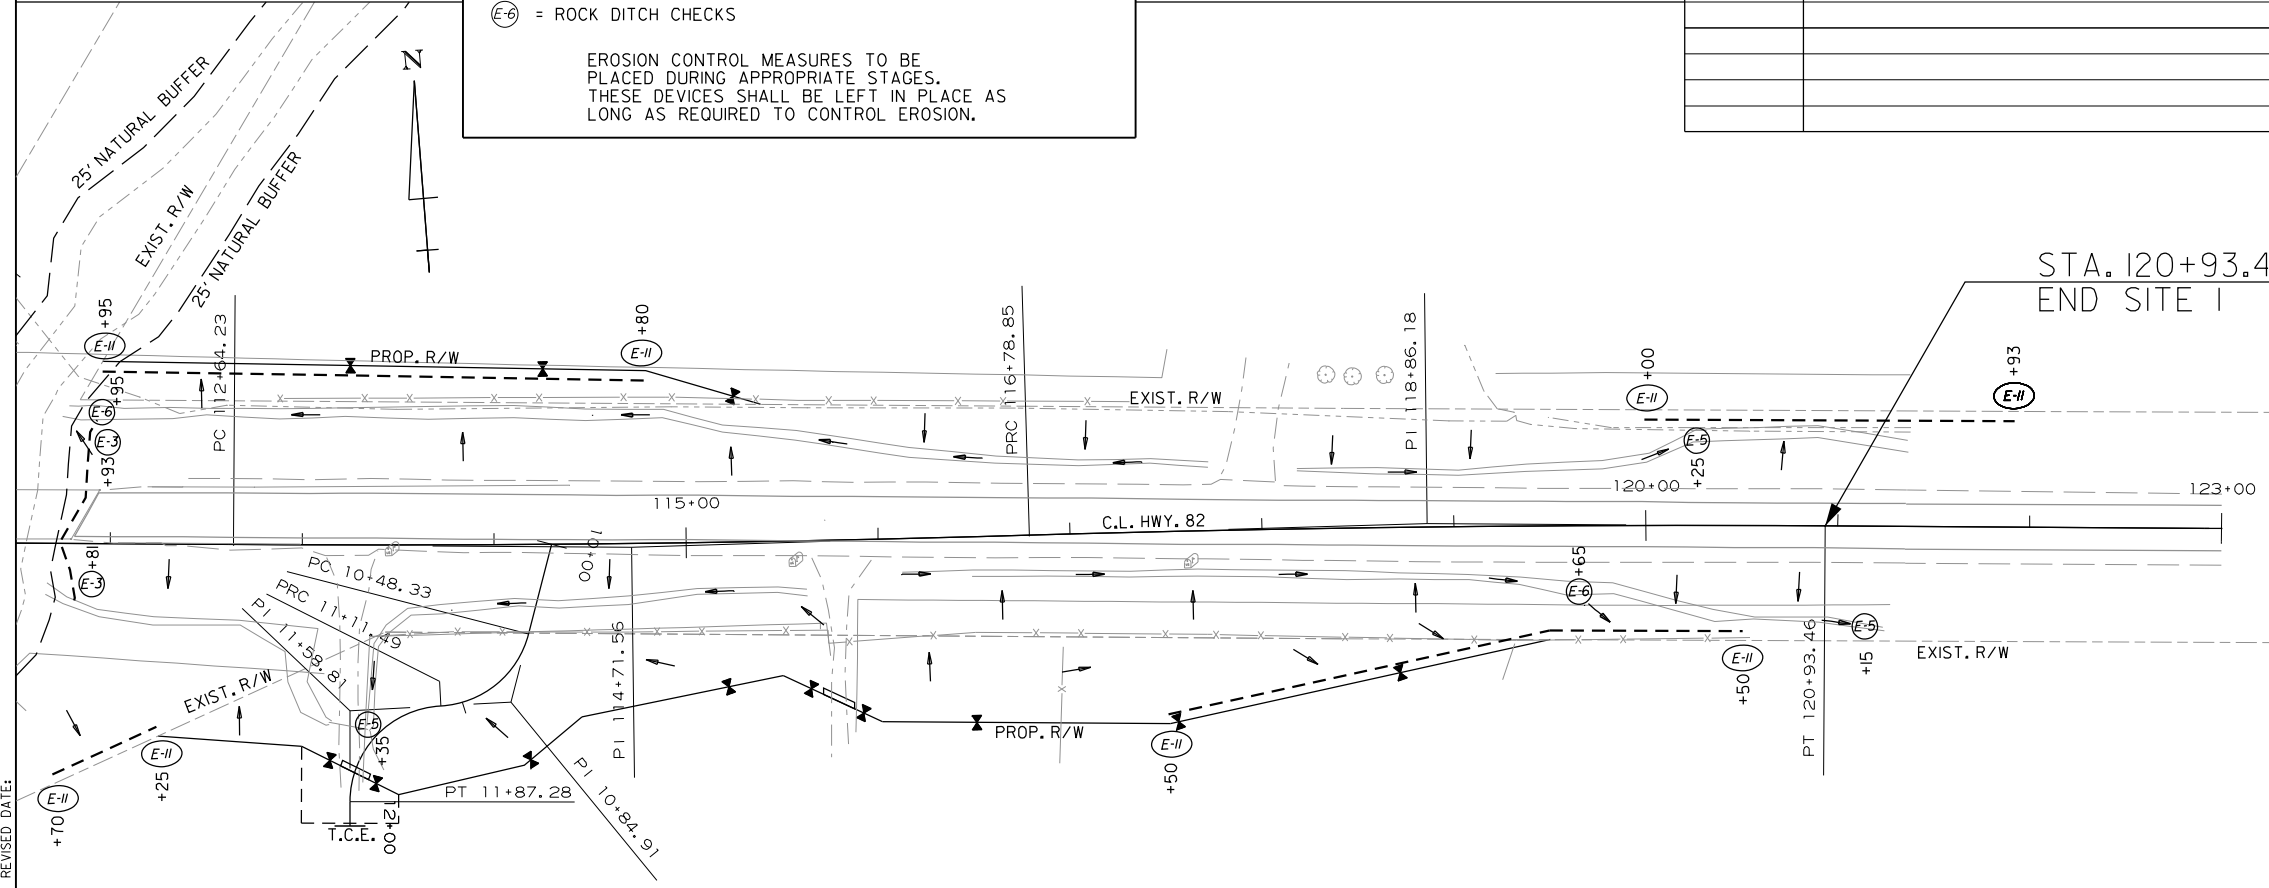 E-6 = ROCK DITCH CHECKS
EROSION CONTROL MEASURES TO BE
PLACED DURING APPROPRIATE STAGES.
THESE DEVICES SHALL BE LEFT IN PLACE AS
LONG AS REQUIRED TO CONTROL EROSION.
N
25' NATURAL BUFFER
EXIST. R/W
25' NATURAL BUFFER
STA. 120+93.4
END SITE 1
+95
E-11
PC 112+64.23
PROP. R/W
+80
E-11
PRC 116+78.85
EXIST. R/W
PI 118+86.18
+00
E-11
+93
E-11
+95
E-6
E-3
+93
E-5
+25
115+00
C.L. HWY. 82
120+00
123+00
+81
E-3
PC 10+48.33
PRC 11+11.49
PI 11+58.81
10+00
PI 114+71.56
+65
E-6
E-5
+15
EXIST. R/W
PT 120+93.46
E-11
+50
EXIST. R/W
E-5
+35
E-11
+25
E-11
+70
PROP. R/W
E-11
+50
PT 11+87.28
PI 10+84.91
T.C.E.
12+00
REVISED DATE: